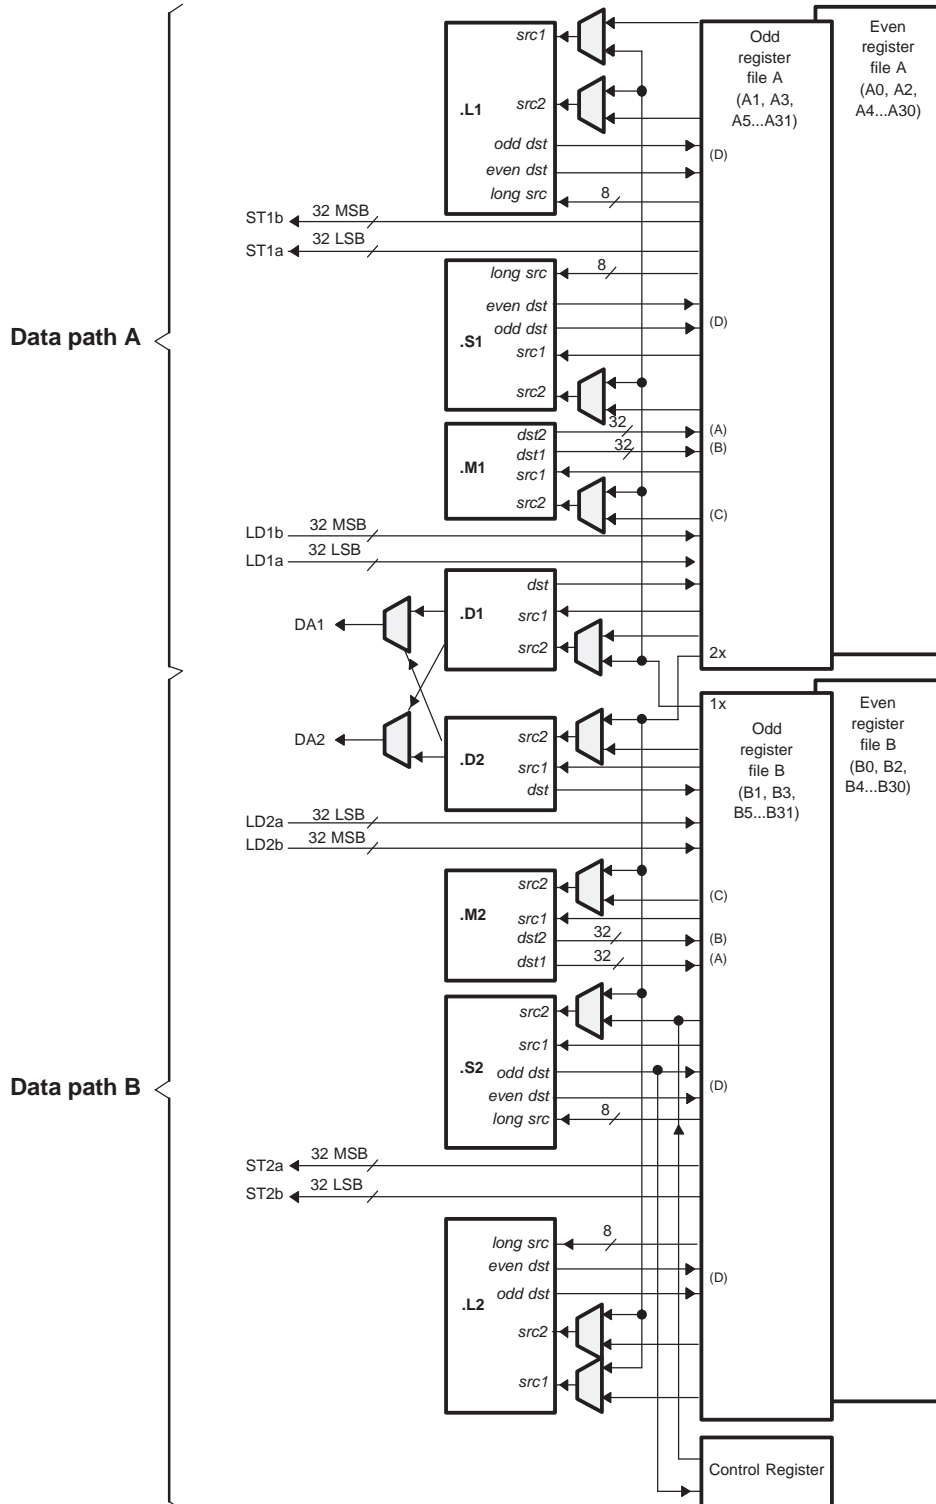 Odd
register
file A
(A1, A3,
A5...A31)
Even
register
file A
(A0, A2,
A4...A30)
src1
.L1
src2
odd dst
(D)
even dst
long src
8
ST1b
32 MSB
ST1a
32 LSB
long src
8
even dst
(D)
odd dst
.S1
src1
src2
Data path A
32
(A)
dst2
32
(B)
dst1
.M1
src1
src2
(C)
LD1b
32 MSB
LD1a
32 LSB
dst
.D1
src1
DA1
src2
2x
1x
Odd
register
file B
(B1, B3,
B5...B31)
Even
register
file B
(B0, B2,
B4...B30)
DA2
src2
.D2
src1
dst
LD2a
32 LSB
LD2b
32 MSB
src2
(C)
.M2
src1
dst2
32
(B)
dst1
32
(A)
src2
src1
.S2
odd dst
(D)
even dst
long src
8
Data path B
ST2a
32 MSB
ST2b
32 LSB
long src
8
even dst
(D)
odd dst
.L2
src2
src1
Control Register